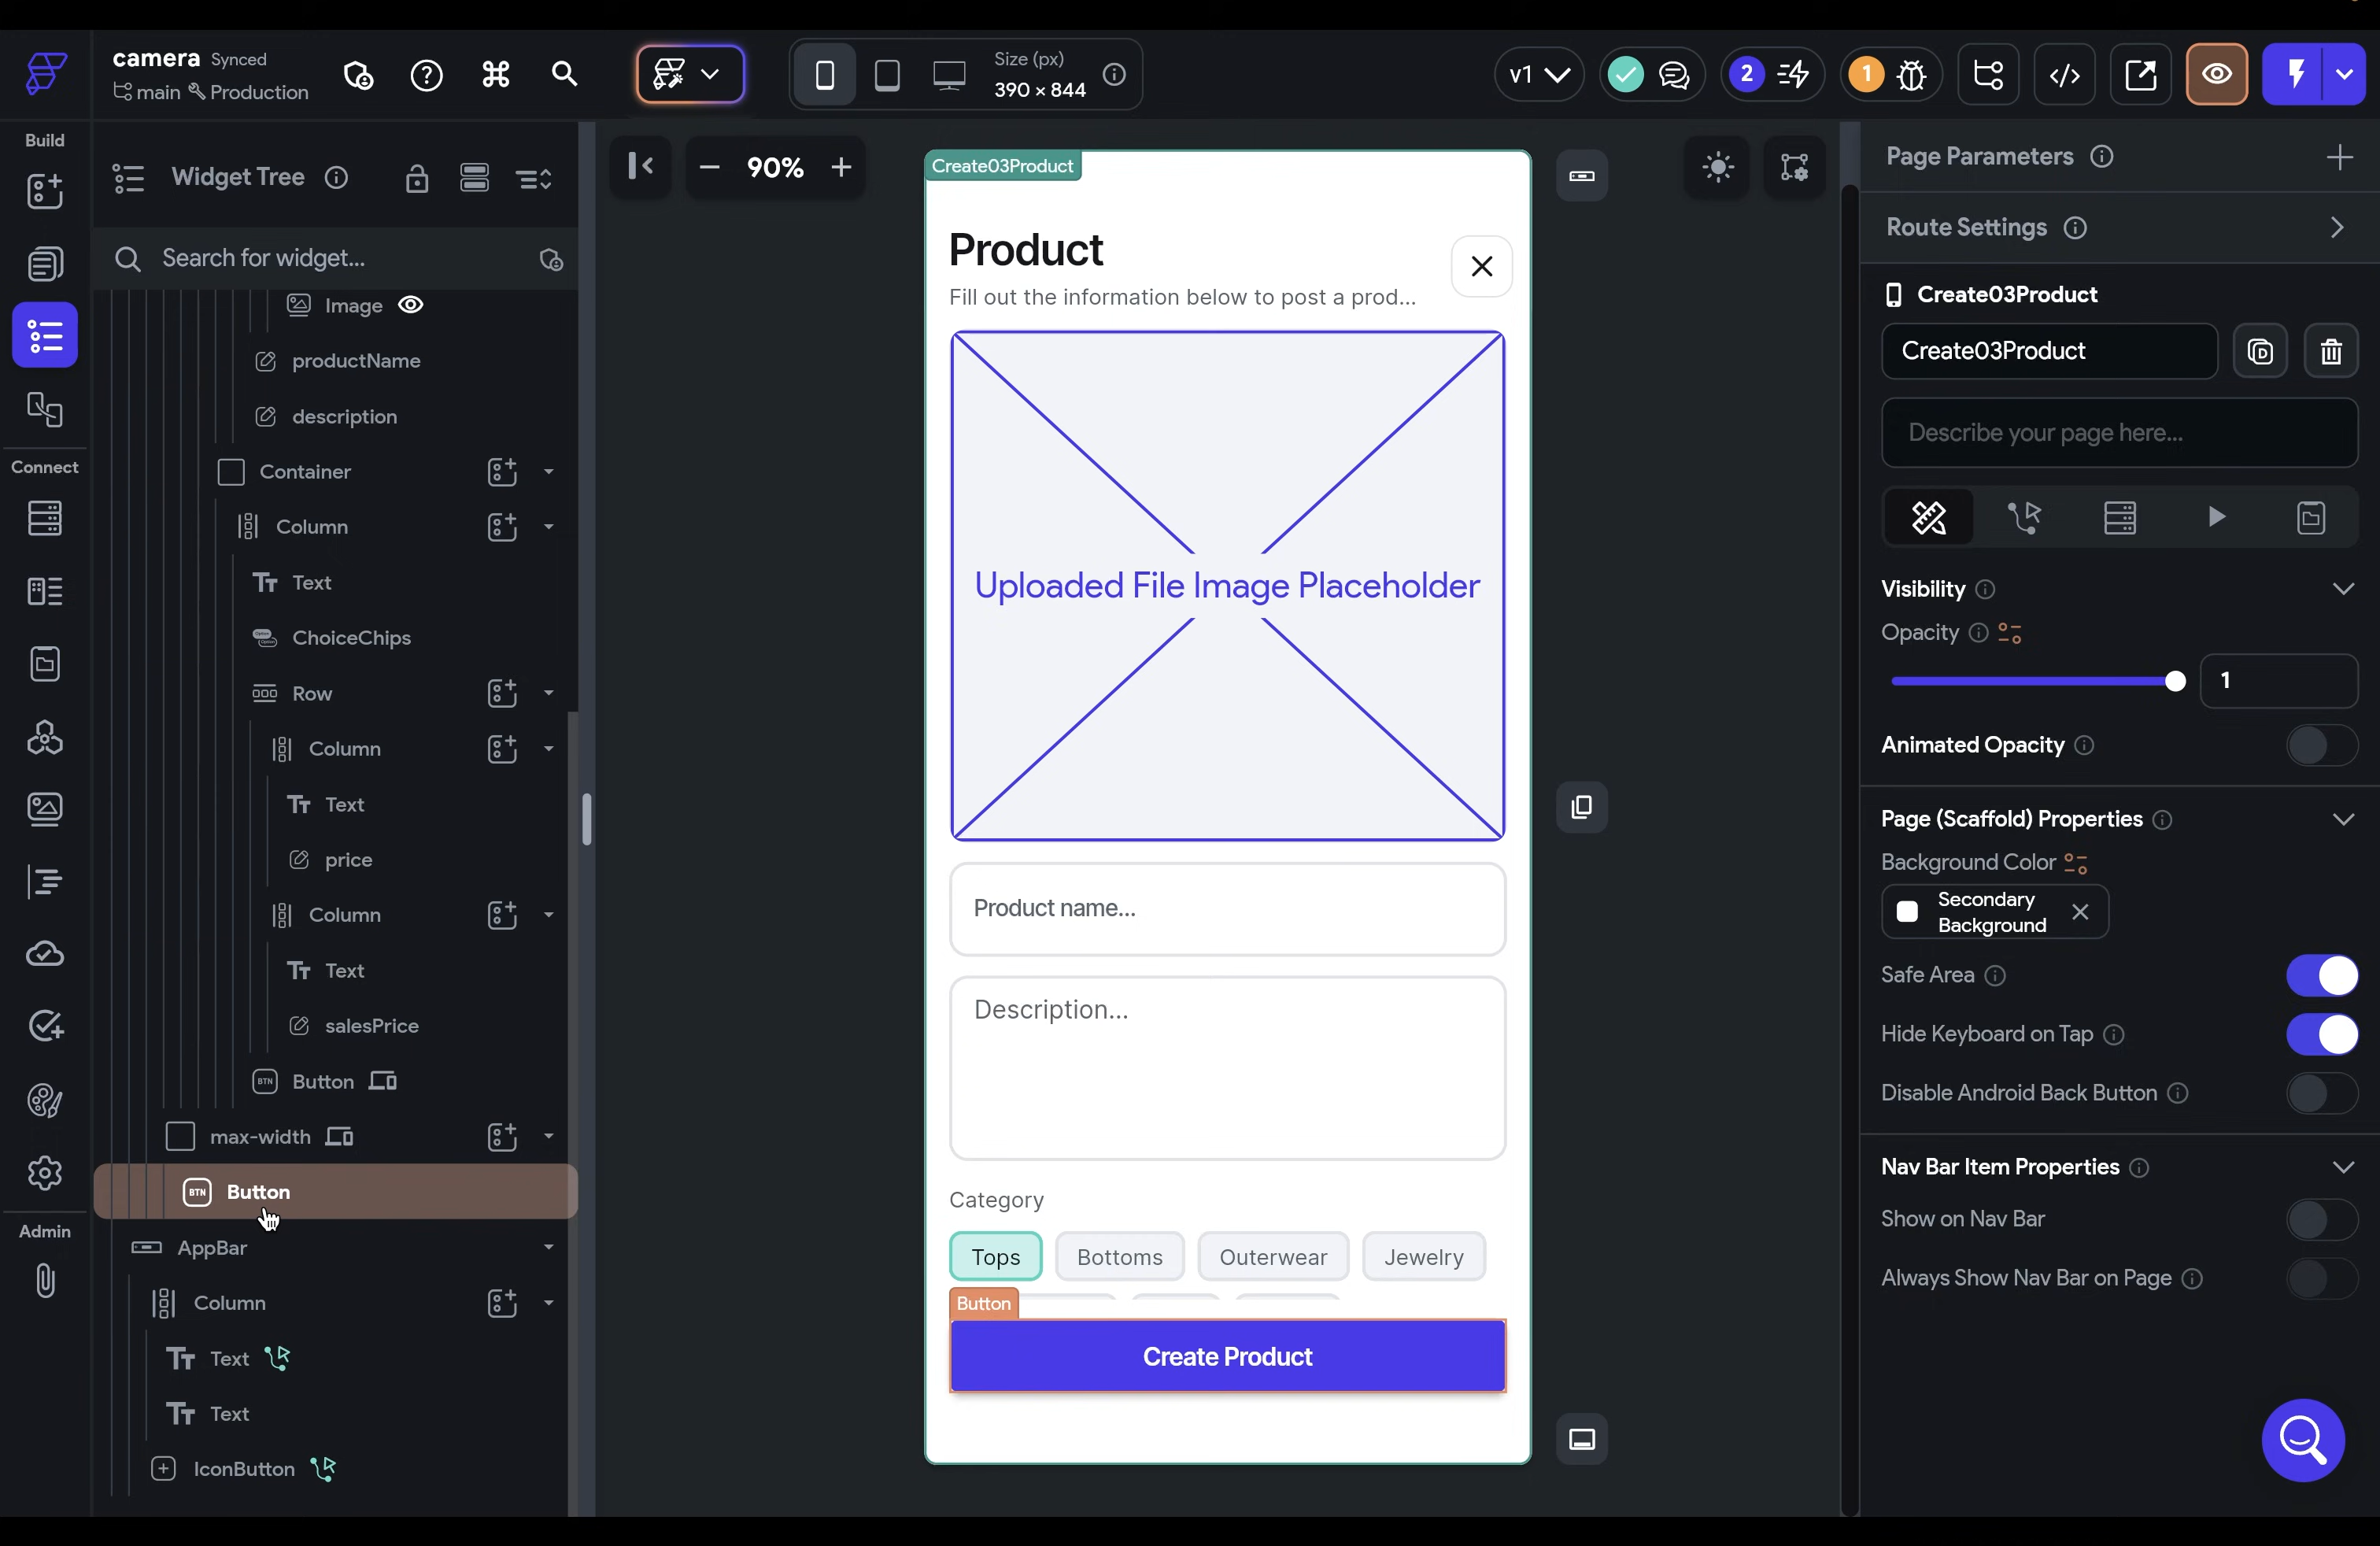 camera Synced
main Production
Size (px)
390 × 844
v1
2
1
Build
Connect
Admin
Widget Tree
Search for widget...
Image
productName
description
Container
Column
Text
ChoiceChips
Row
Column
Text
price
Column
Text
salesPrice
BTN Button
max-width
BTN Button
AppBar
Column
Text
Text
IconButton
90%
Create03Product
Product
Fill out the information below to post a prod...
Uploaded File Image Placeholder
Product name...
Description...
Category
Tops Bottoms Outerwear Jewelry
Button
Create Product
Page Parameters
Route Settings
Create03Product
Create03Product
Describe your page here...
Visibility
Opacity
1
Animated Opacity
Page (Scaffold) Properties
Background Color
Secondary
Background
Safe Area
Hide Keyboard on Tap
Disable Android Back Button
Nav Bar Item Properties
Show on Nav Bar
Always Show Nav Bar on Page